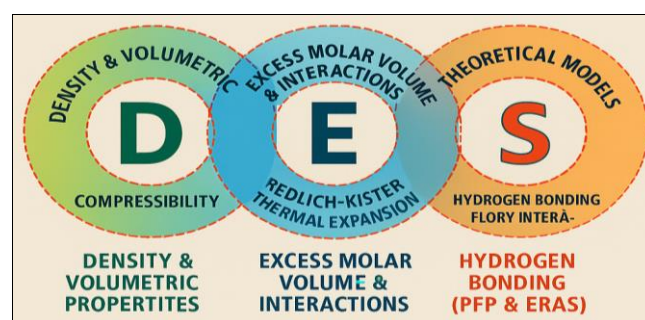 DENSITY & VOLUMETRIC
D
COMPRESSIBILITY
EXCESS MOLAR VOLUME
& INTERACTIONS
E
REDLICH-KISTER
THERMAL EXPANSION
THEORETICAL MODELS
S
HYDROGEN BONDING
FLORY INTERÀ-
DENSITY &
VOLUMETRIC
PROPERTITES
EXCESS MOLAR
VOLUME &
INTERACTIONS
HYDROGEN
BONDING
(PFP & ERAS)